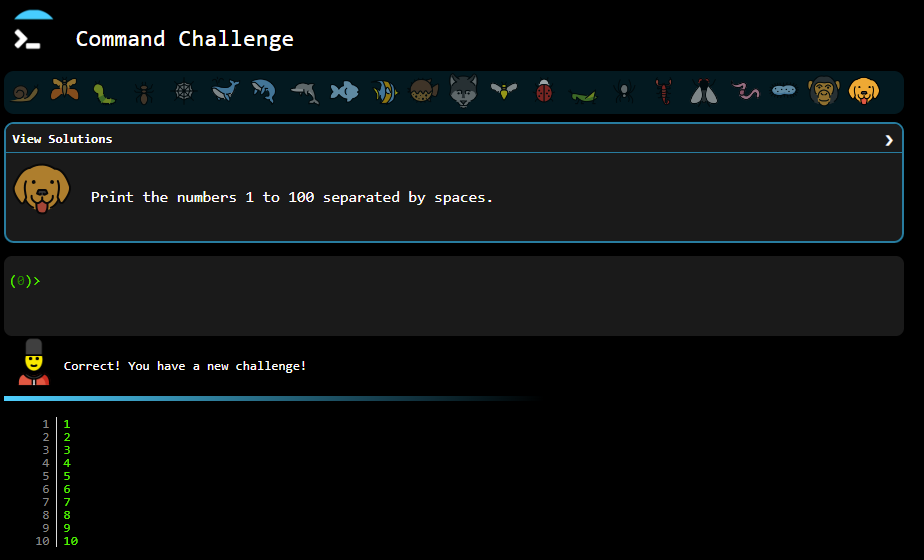 Command Challenge
View Solutions
Print the numbers 1 to 100 separated by spaces.
(0)>
Correct! You have a new challenge!
1 1
2 2
3 3
4 4
5 5
6 6
7 7
8 8
9 9
10 10